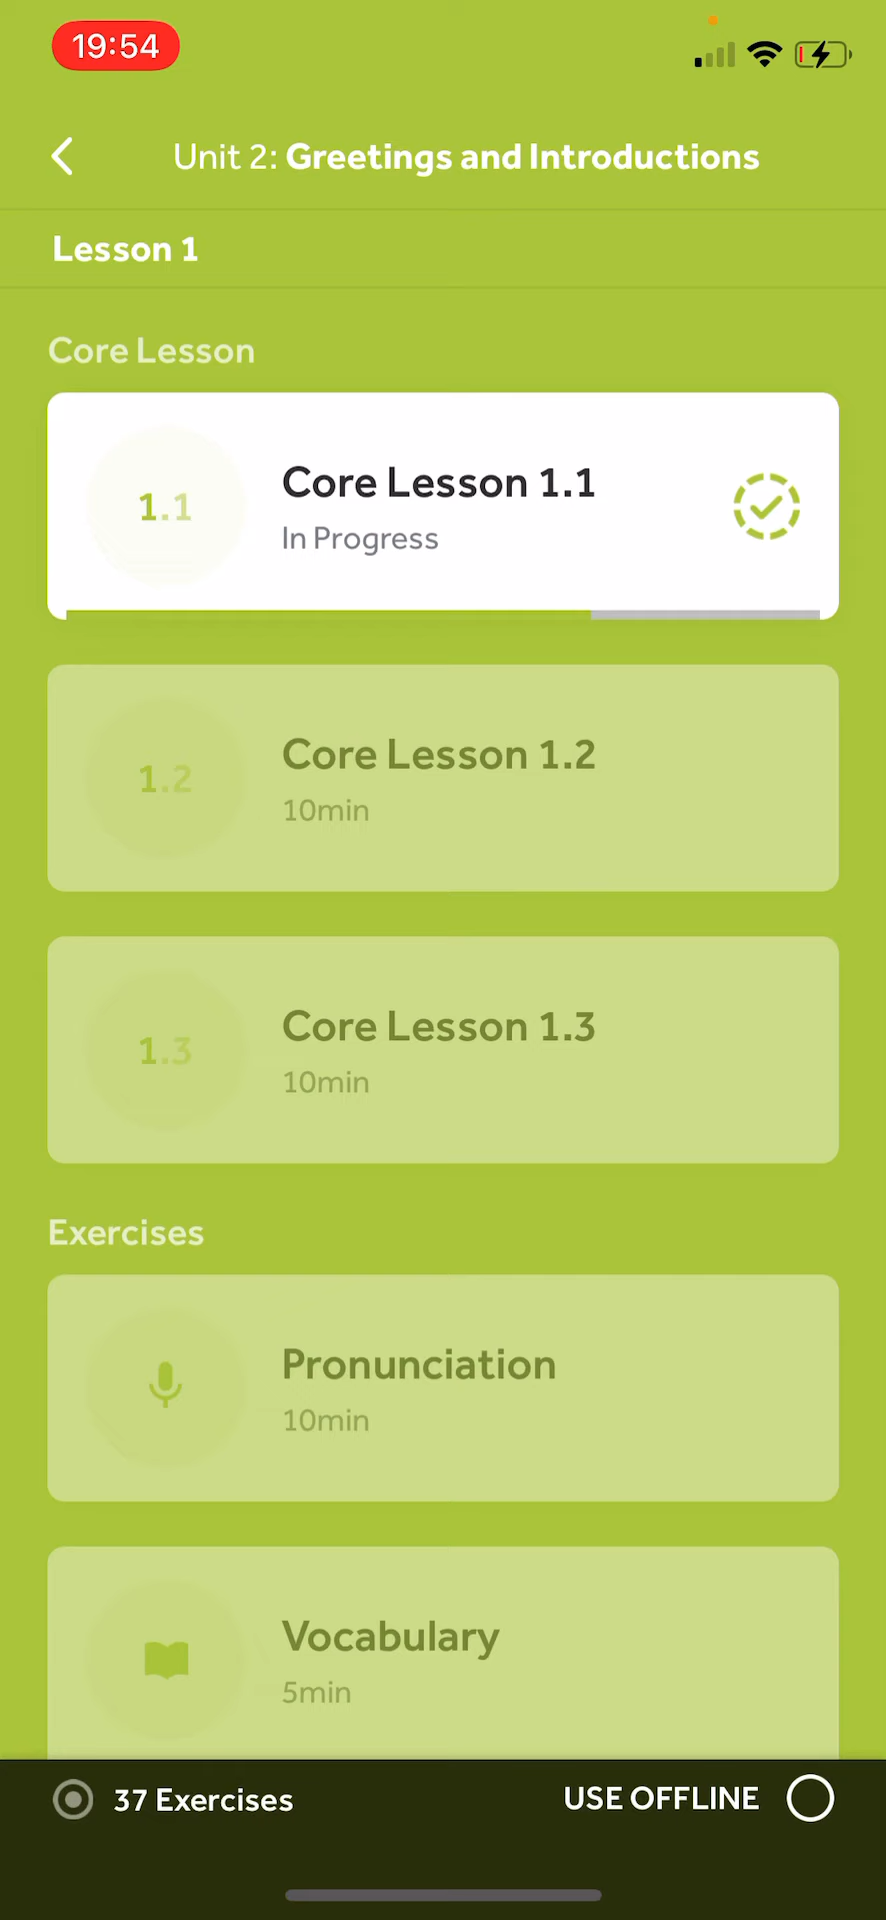 19:54
Unit 2: Greetings and Introductions
Lesson 1
Core Lesson
1.1
Core Lesson 1.1
In Progress
1.2
Core Lesson 1.2
10min
1.3
Core Lesson 1.3
10min
Exercises
Pronunciation
10min
Vocabulary
5min
37 Exercises
USE OFFLINE